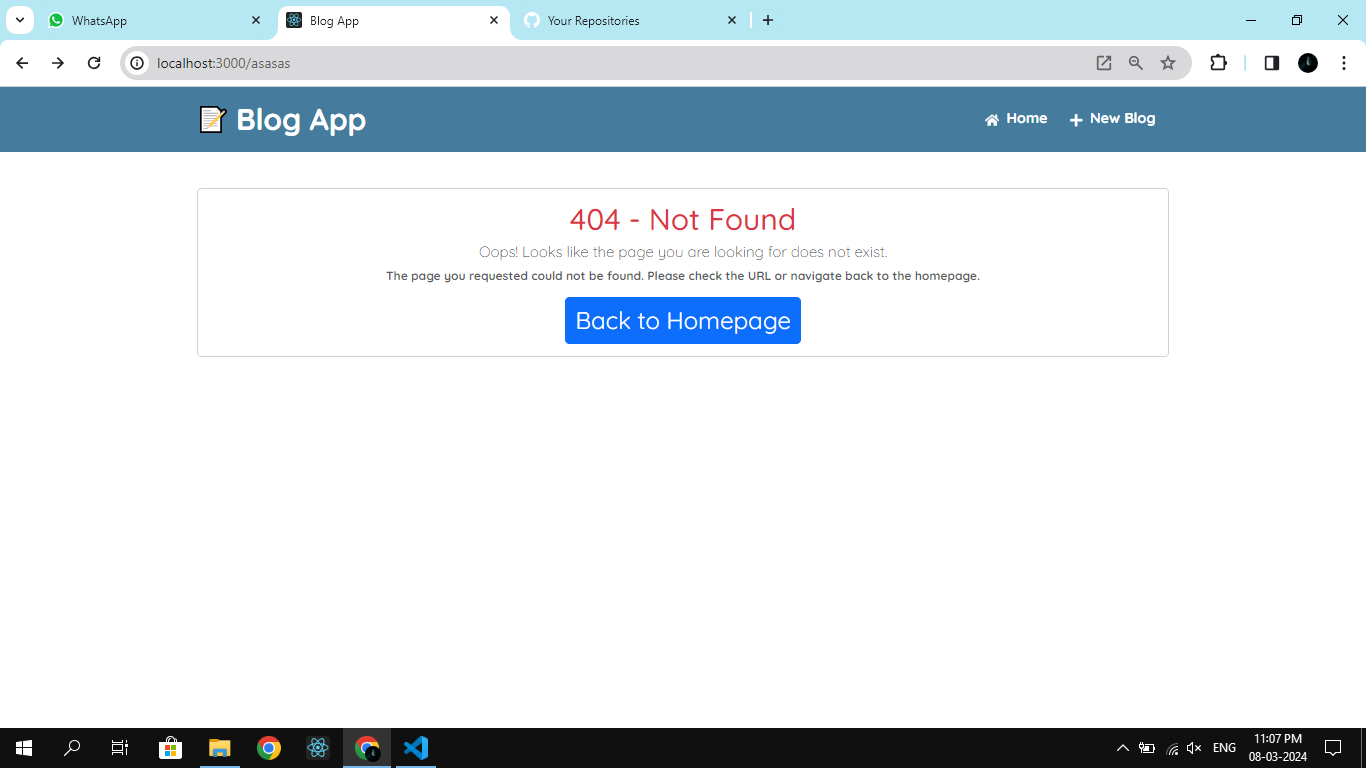 WhatsApp
Blog App
Your Repositories
localhost:3000/asasas
Blog App
Home
New Blog
404 - Not Found
Oops! Looks like the page you are looking for does not exist.
The page you requested could not be found. Please check the URL or navigate back to the homepage.
Back to Homepage
ENG
11:07 PM
08-03-2024